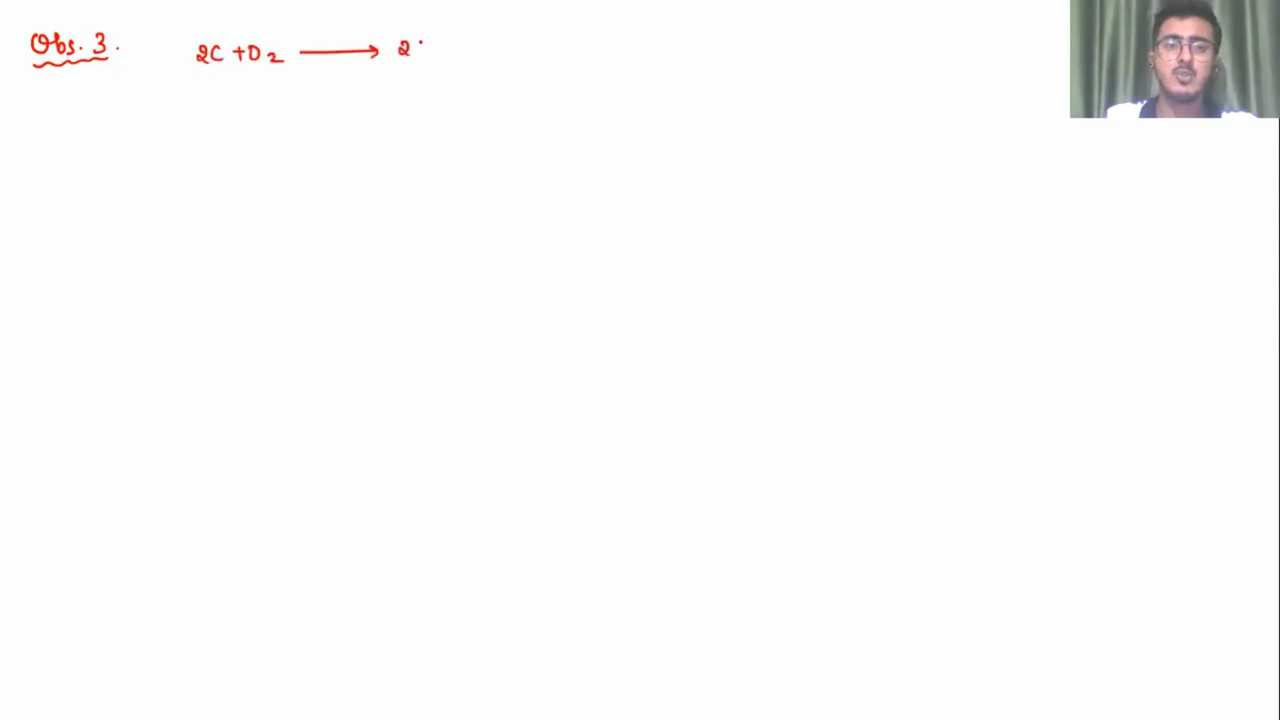 Obs. 3. 2C + O₂ ⟶ 2